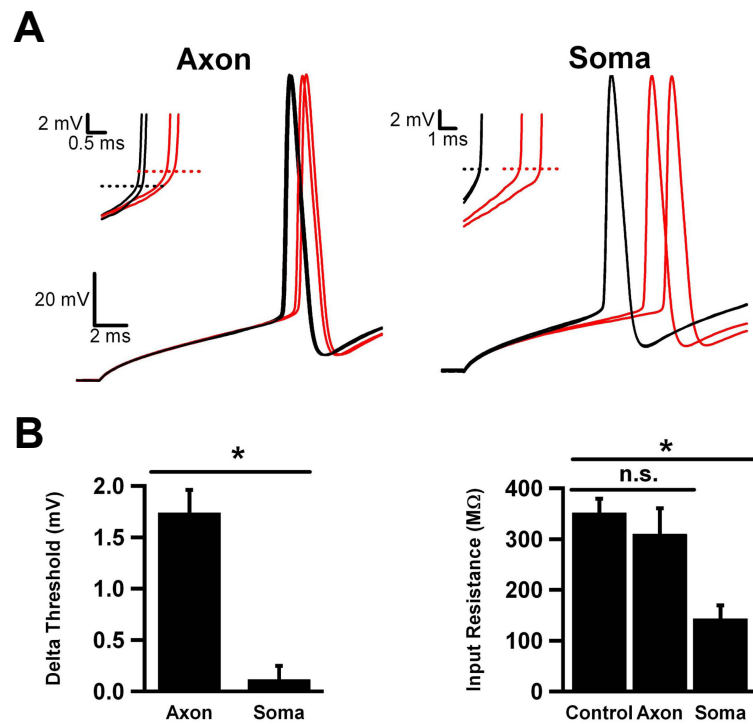 A
Axon
2 mV
0.5 ms
20 mV
2 ms
Soma
2 mV
1 ms
B
*
Delta Threshold (mV)
2.0
1.5
1.0
0.5
0.0
Axon Soma
*
n.s.
Input Resistance (MΩ)
400
300
200
100
0
Control Axon Soma